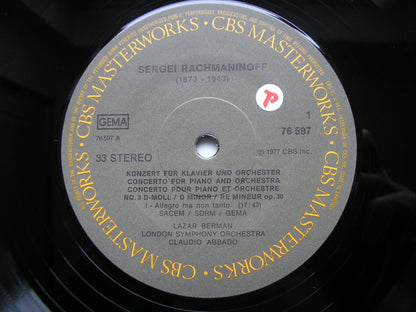 CBS MASTERWORKS · CBS MASTERWORKS · CBS MASTERWORKS ·
SERGEI RACHMANINOFF
(1873 - 1943)
P
GEMA
76 597 A
1
76 597
33 STEREO
℗ 1977 CBS Inc.
KONZERT FÜR KLAVIER UND ORCHESTER
CONCERTO FOR PIANO AND ORCHESTRA
CONCERTO POUR PIANO ET ORCHESTRE
NO. 3 D-MOLL / D MINOR / RÉ MINEUR op. 30
I - Allegro ma non tanto (17:43)
SACEM / SDRM / GEMA
LAZAR BERMAN
LONDON SYMPHONY ORCHESTRA
CLAUDIO ABBADO